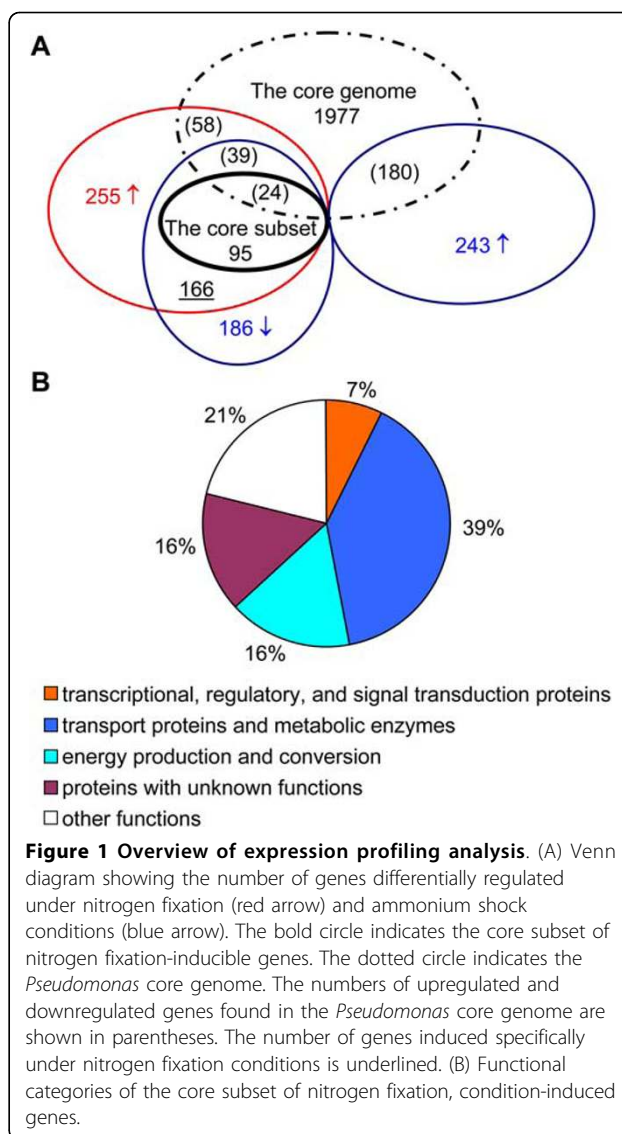 A
The core genome
1977
(58)
(39)
(180)
(24)
255 ↑
The core subset
95
243 ↑
166
186 ↓
B
7%
21%
39%
16%
16%
transcriptional, regulatory, and signal transduction proteins
transport proteins and metabolic enzymes
energy production and conversion
proteins with unknown functions
other functions
Figure 1 Overview of expression profiling analysis. (A) Venn
diagram showing the number of genes differentially regulated
under nitrogen fixation (red arrow) and ammonium shock
conditions (blue arrow). The bold circle indicates the core subset of
nitrogen fixation-inducible genes. The dotted circle indicates the
Pseudomonas core genome. The numbers of upregulated and
downregulated genes found in the Pseudomonas core genome are
shown in parentheses. The number of genes induced specifically
under nitrogen fixation conditions is underlined. (B) Functional
categories of the core subset of nitrogen fixation, condition-induced
genes.